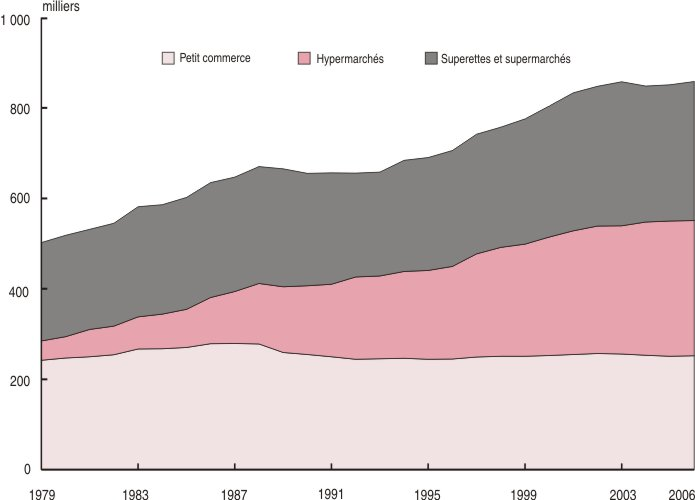 milliers
1 000
Petit commerce
Hypermarchés
Superettes et supermarchés
800
600
400
200
0
1979 1983 1987 1991 1995 1999 2003 2006